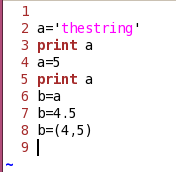 1
2 a='thestring'
3 print a
4 a=5
5 print a
6 b=a
7 b=4.5
8 b=(4,5)
9
~